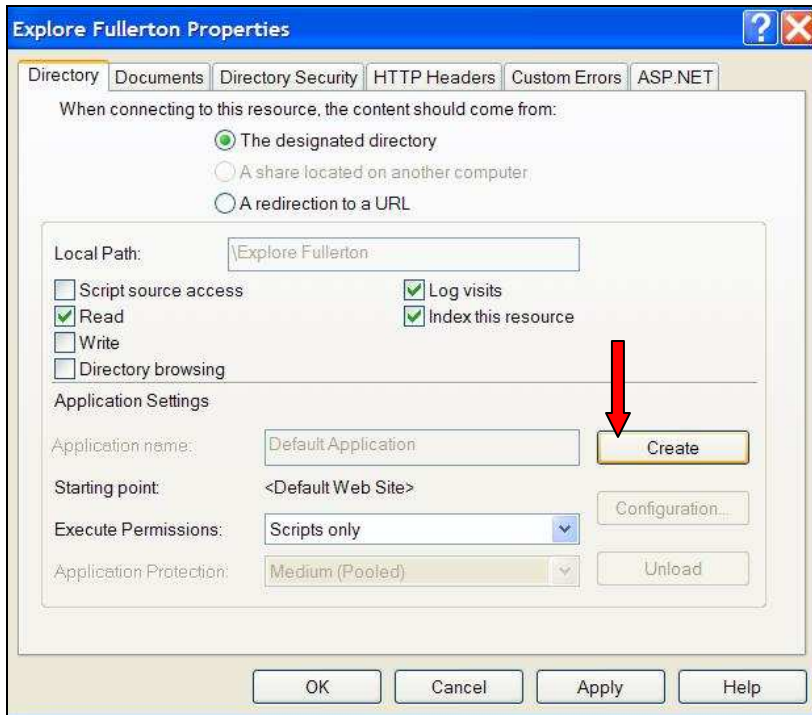 Explore Fullerton Properties
Directory Documents Directory Security HTTP Headers Custom Errors ASP.NET
When connecting to this resource, the content should come from:
The designated directory
A share located on another computer
A redirection to a URL
Local Path: \Explore Fullerton
Script source access Log visits
Read Index this resource
Write
Directory browsing
Application Settings
Application name: Default Application Create
Starting point: <Default Web Site>
Configuration...
Execute Permissions: Scripts only
Application Protection: Medium (Pooled) Unload
OK Cancel Apply Help